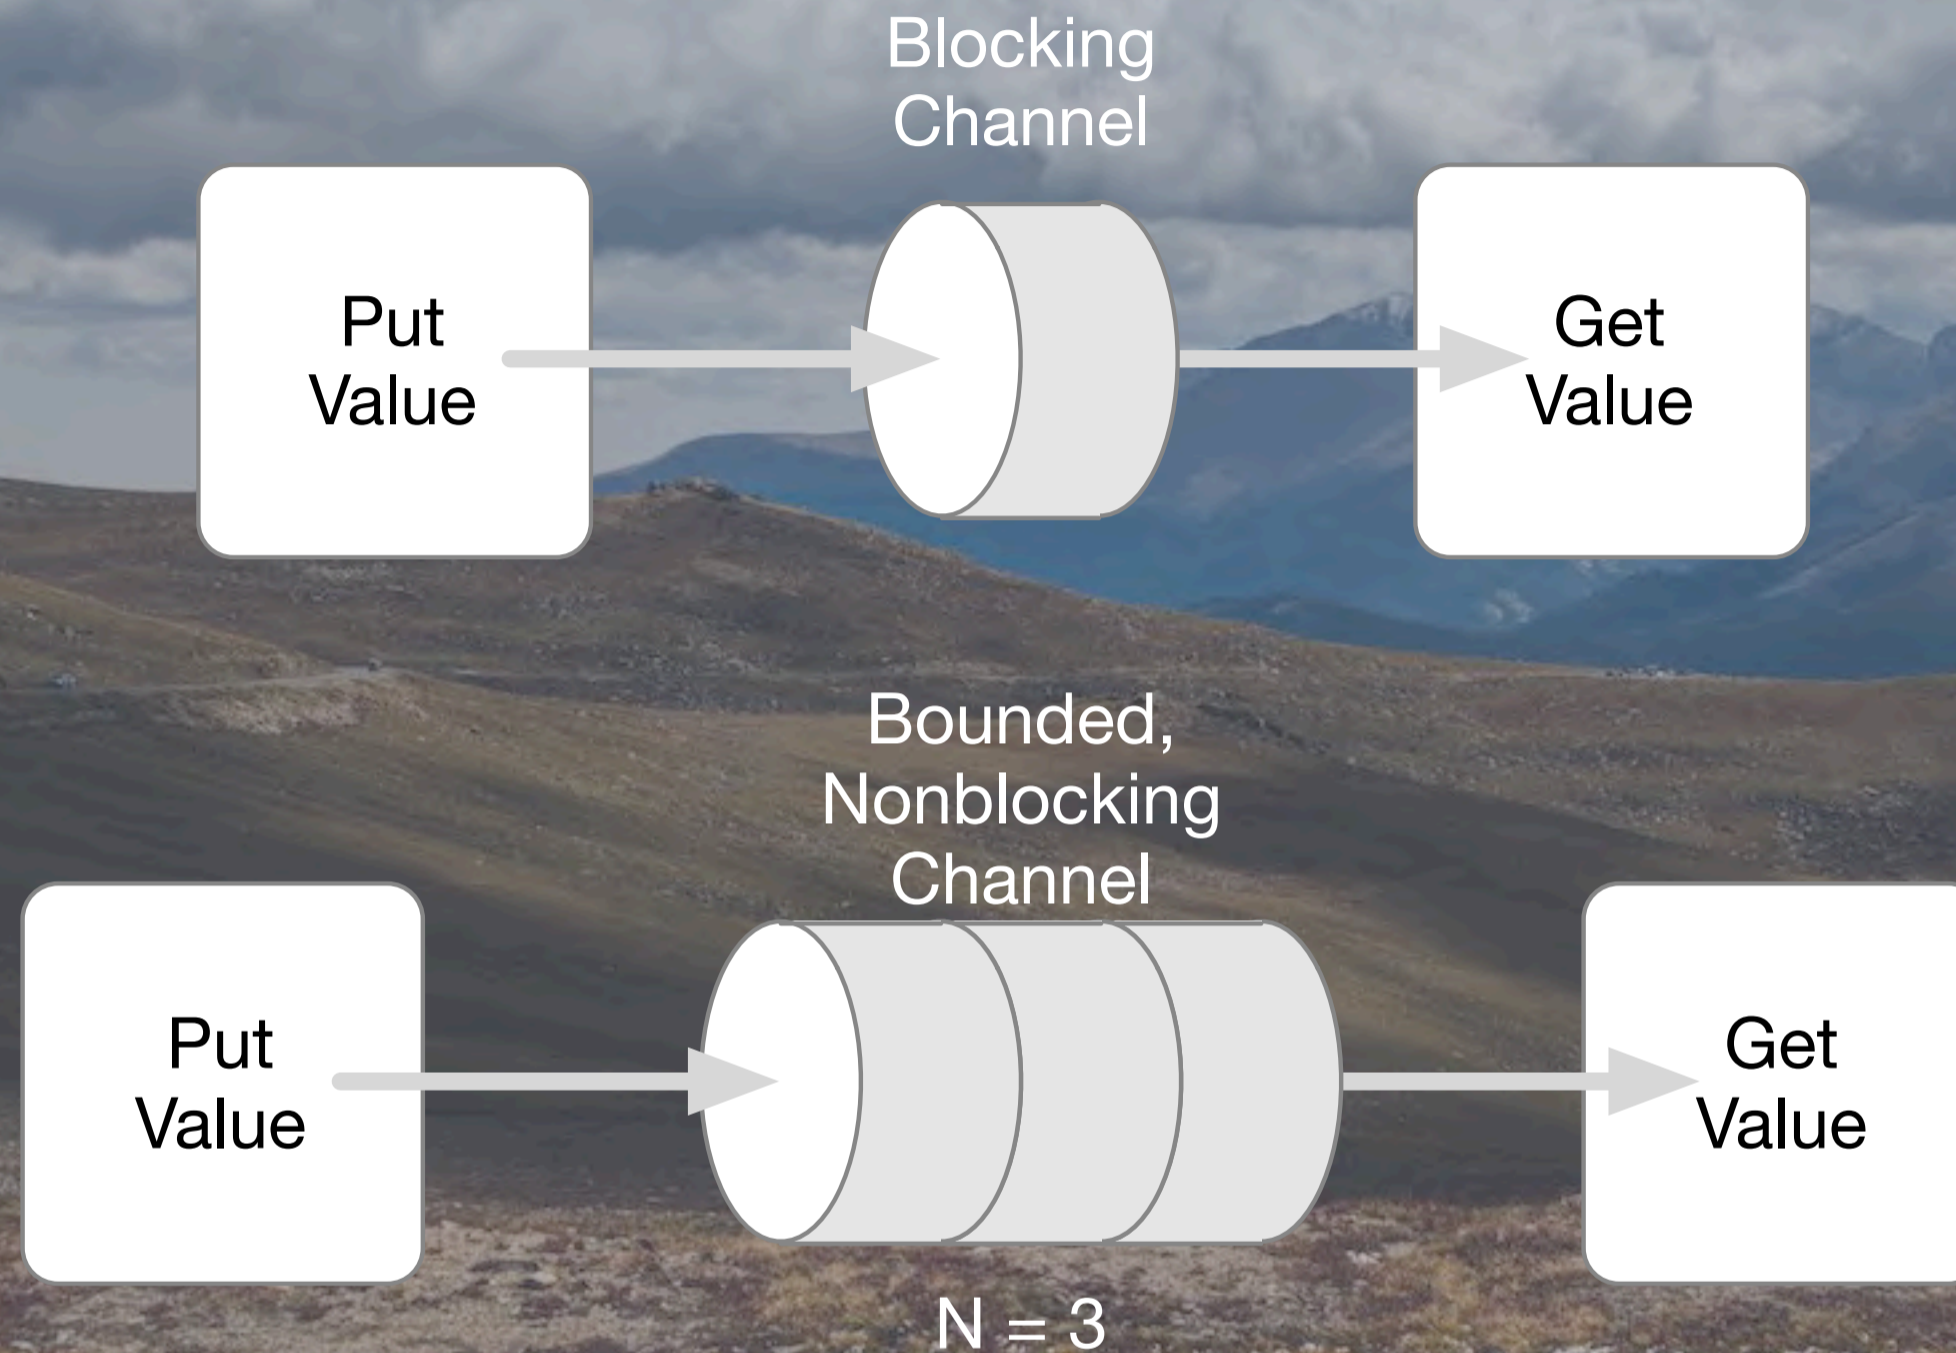 Blocking
Channel
Put
Value
Get
Value
Bounded,
Nonblocking
Channel
Put
Value
Get
Value
N = 3